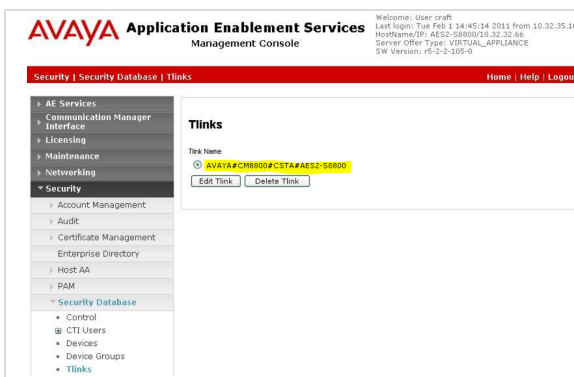 AVAYA
Application Enablement Services
Management Console
Welcome: User craft
Last login: Tue Feb 1 14:45:14 2011 from 10.32.35.10
HostName/IP: AES2-S8800/10.32.32.66
Server Offer Type: VIRTUAL_APPLIANCE
SW Version: r5-2-2-105-0
Security | Security Database | Tlinks
Home | Help | Logou
AE Services
Communication Manager
Interface
Licensing
Maintenance
Networking
Security
Account Management
Audit
Certificate Management
Enterprise Directory
Host AA
PAM
Security Database
Control
CTI Users
Devices
Device Groups
Tlinks
Tlinks
Tlink Name
AVAYA#CM8800#CSTA#AES2-S8800
Edit Tlink
Delete Tlink